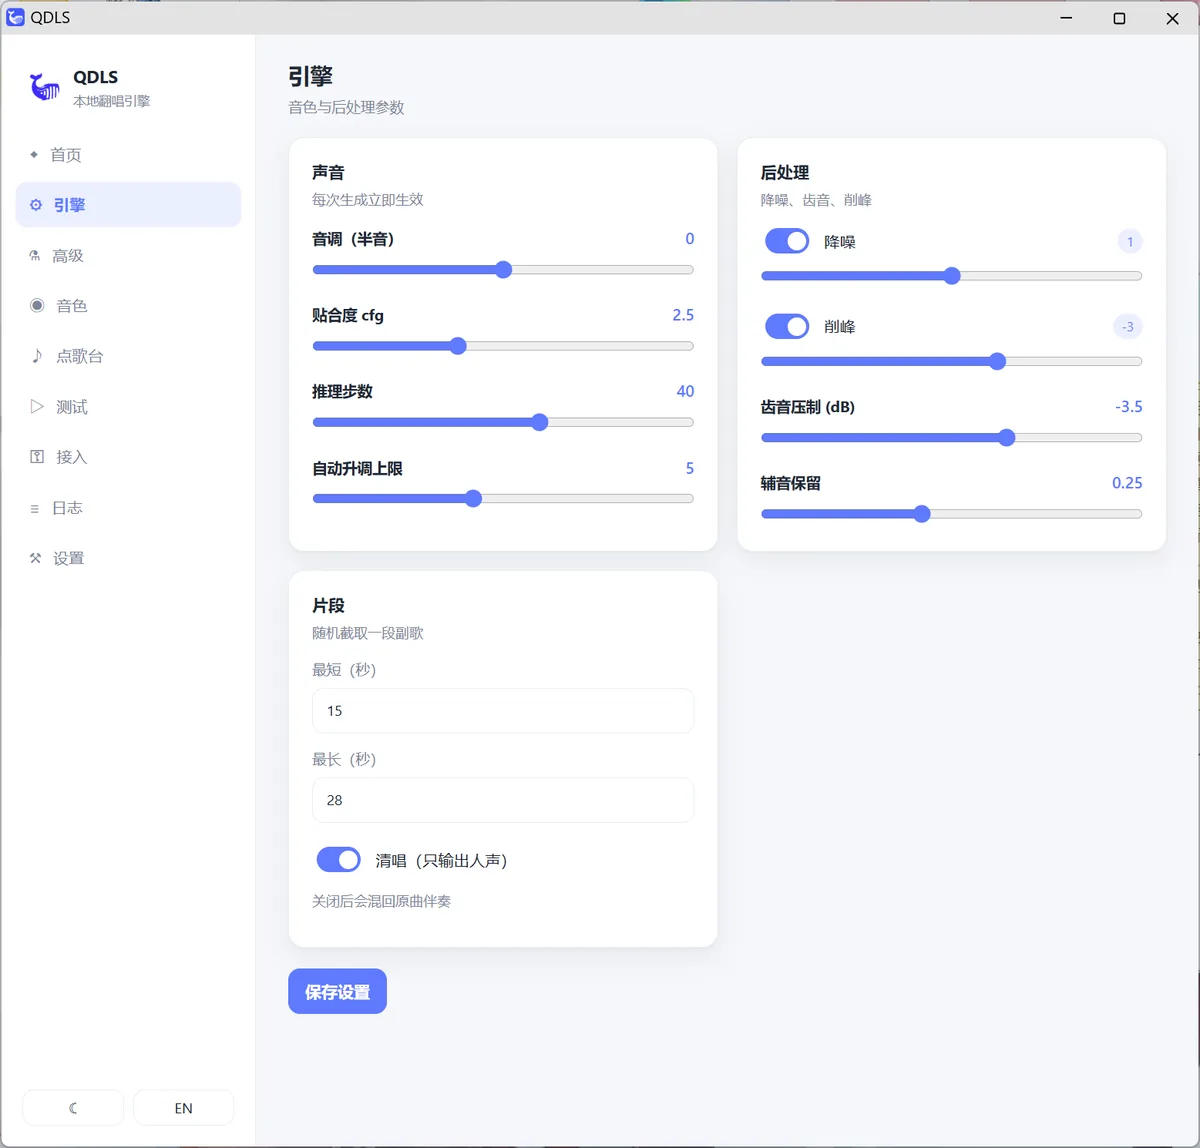 QDLS
QDLS
本地翻唱引擎
首页
引擎
高级
音色
点歌台
测试
接入
日志
设置
EN
引擎
音色与后处理参数
声音
每次生成立即生效
音调（半音） 0
贴合度 cfg 2.5
推理步数 40
自动升调上限 5
后处理
降噪、齿音、削峰
降噪 1
削峰 -3
齿音压制 (dB) -3.5
辅音保留 0.25
片段
随机截取一段副歌
最短（秒）
15
最长（秒）
28
清唱（只输出人声）
关闭后会混回原曲伴奏
保存设置